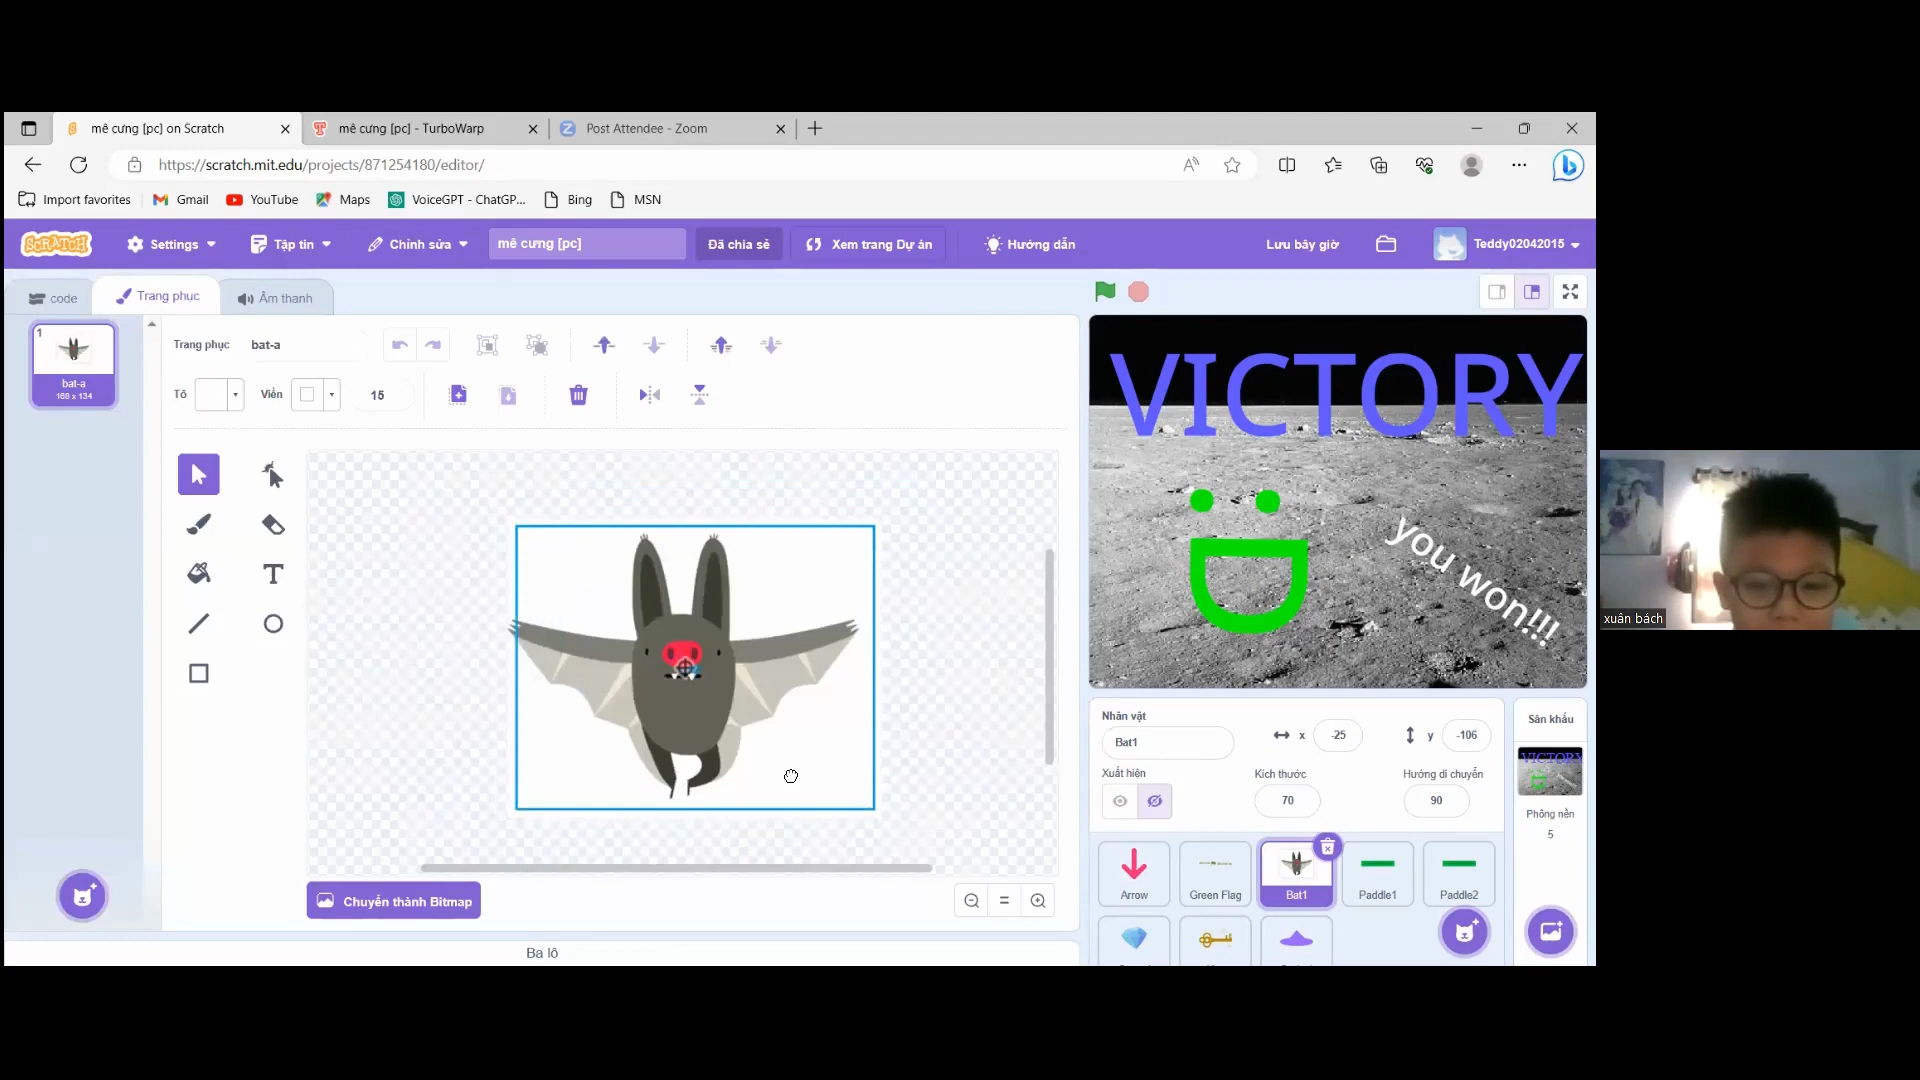 mê cưng [pc] on Scratch
mê cưng [pc] - TurboWarp
Post Attendee - Zoom
https://scratch.mit.edu/projects/871254180/editor/
Import favorites
Gmail
YouTube
Maps
VoiceGPT - ChatGP...
Bing
MSN
SCRATCH
Settings
Tập tin
Chỉnh sửa
mê cưng [pc]
Đã chia sẻ
Xem trang Dự án
Hướng dẫn
Lưu bây giờ
Teddy02042015
code
Trang phục
Âm thanh
1
bat-a
168 x 134
Trang phục
bat-a
Tô
Viền
15
Chuyển thành Bitmap
Ba lô
VICTORY
you won!!!
Nhân vật
Bat1
x
-25
y
-106
Xuất hiện
Kích thước
70
Hướng di chuyển
90
Arrow
Green Flag
Bat1
Paddle1
Paddle2
Sân khấu
VICTORY
Phông nền
5
xuân bách